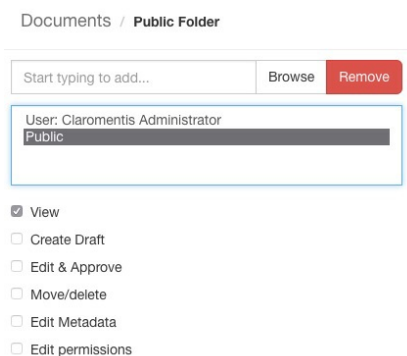 Documents / Public Folder
Start typing to add... Browse Remove
User: Claromentis Administrator
Public
View
Create Draft
Edit & Approve
Move/delete
Edit Metadata
Edit permissions